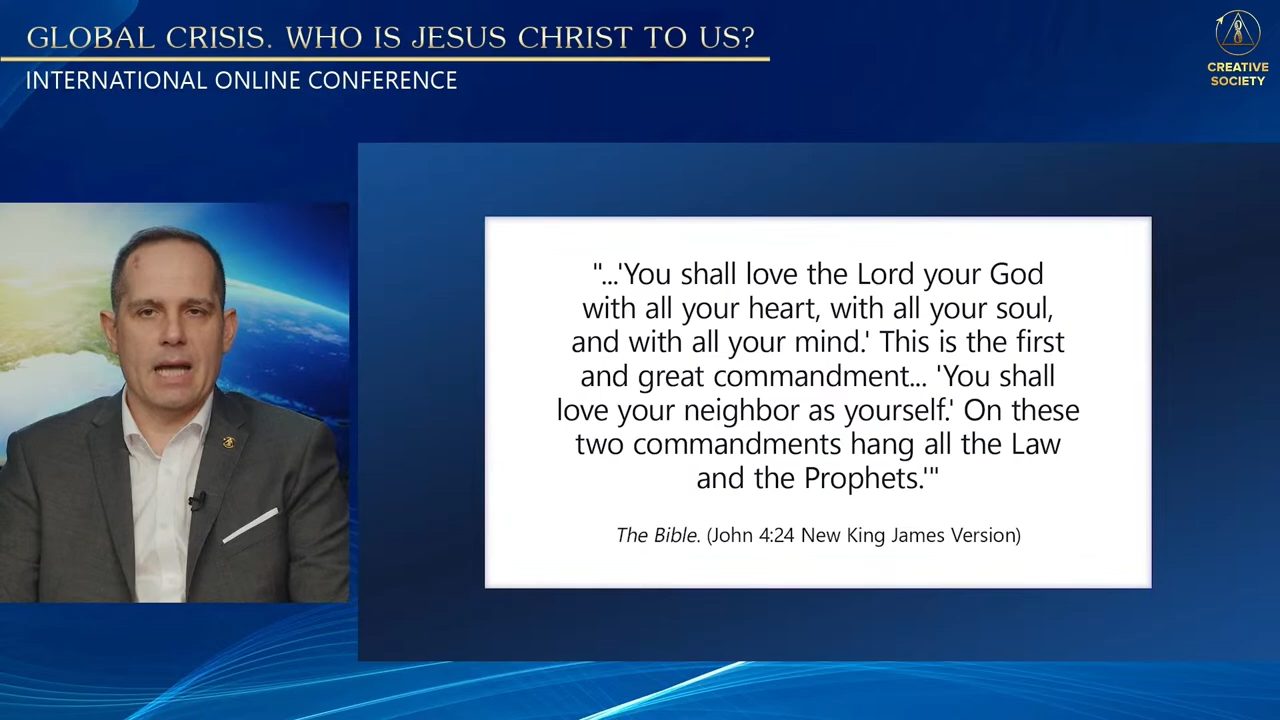 GLOBAL CRISIS. WHO IS JESUS CHRIST TO US?
INTERNATIONAL ONLINE CONFERENCE
CREATIVE
SOCIETY
"...'You shall love the Lord your God
with all your heart, with all your soul,
and with all your mind.' This is the first
and great commandment... 'You shall
love your neighbor as yourself.' On these
two commandments hang all the Law
and the Prophets.'"
The Bible. (John 4:24 New King James Version)